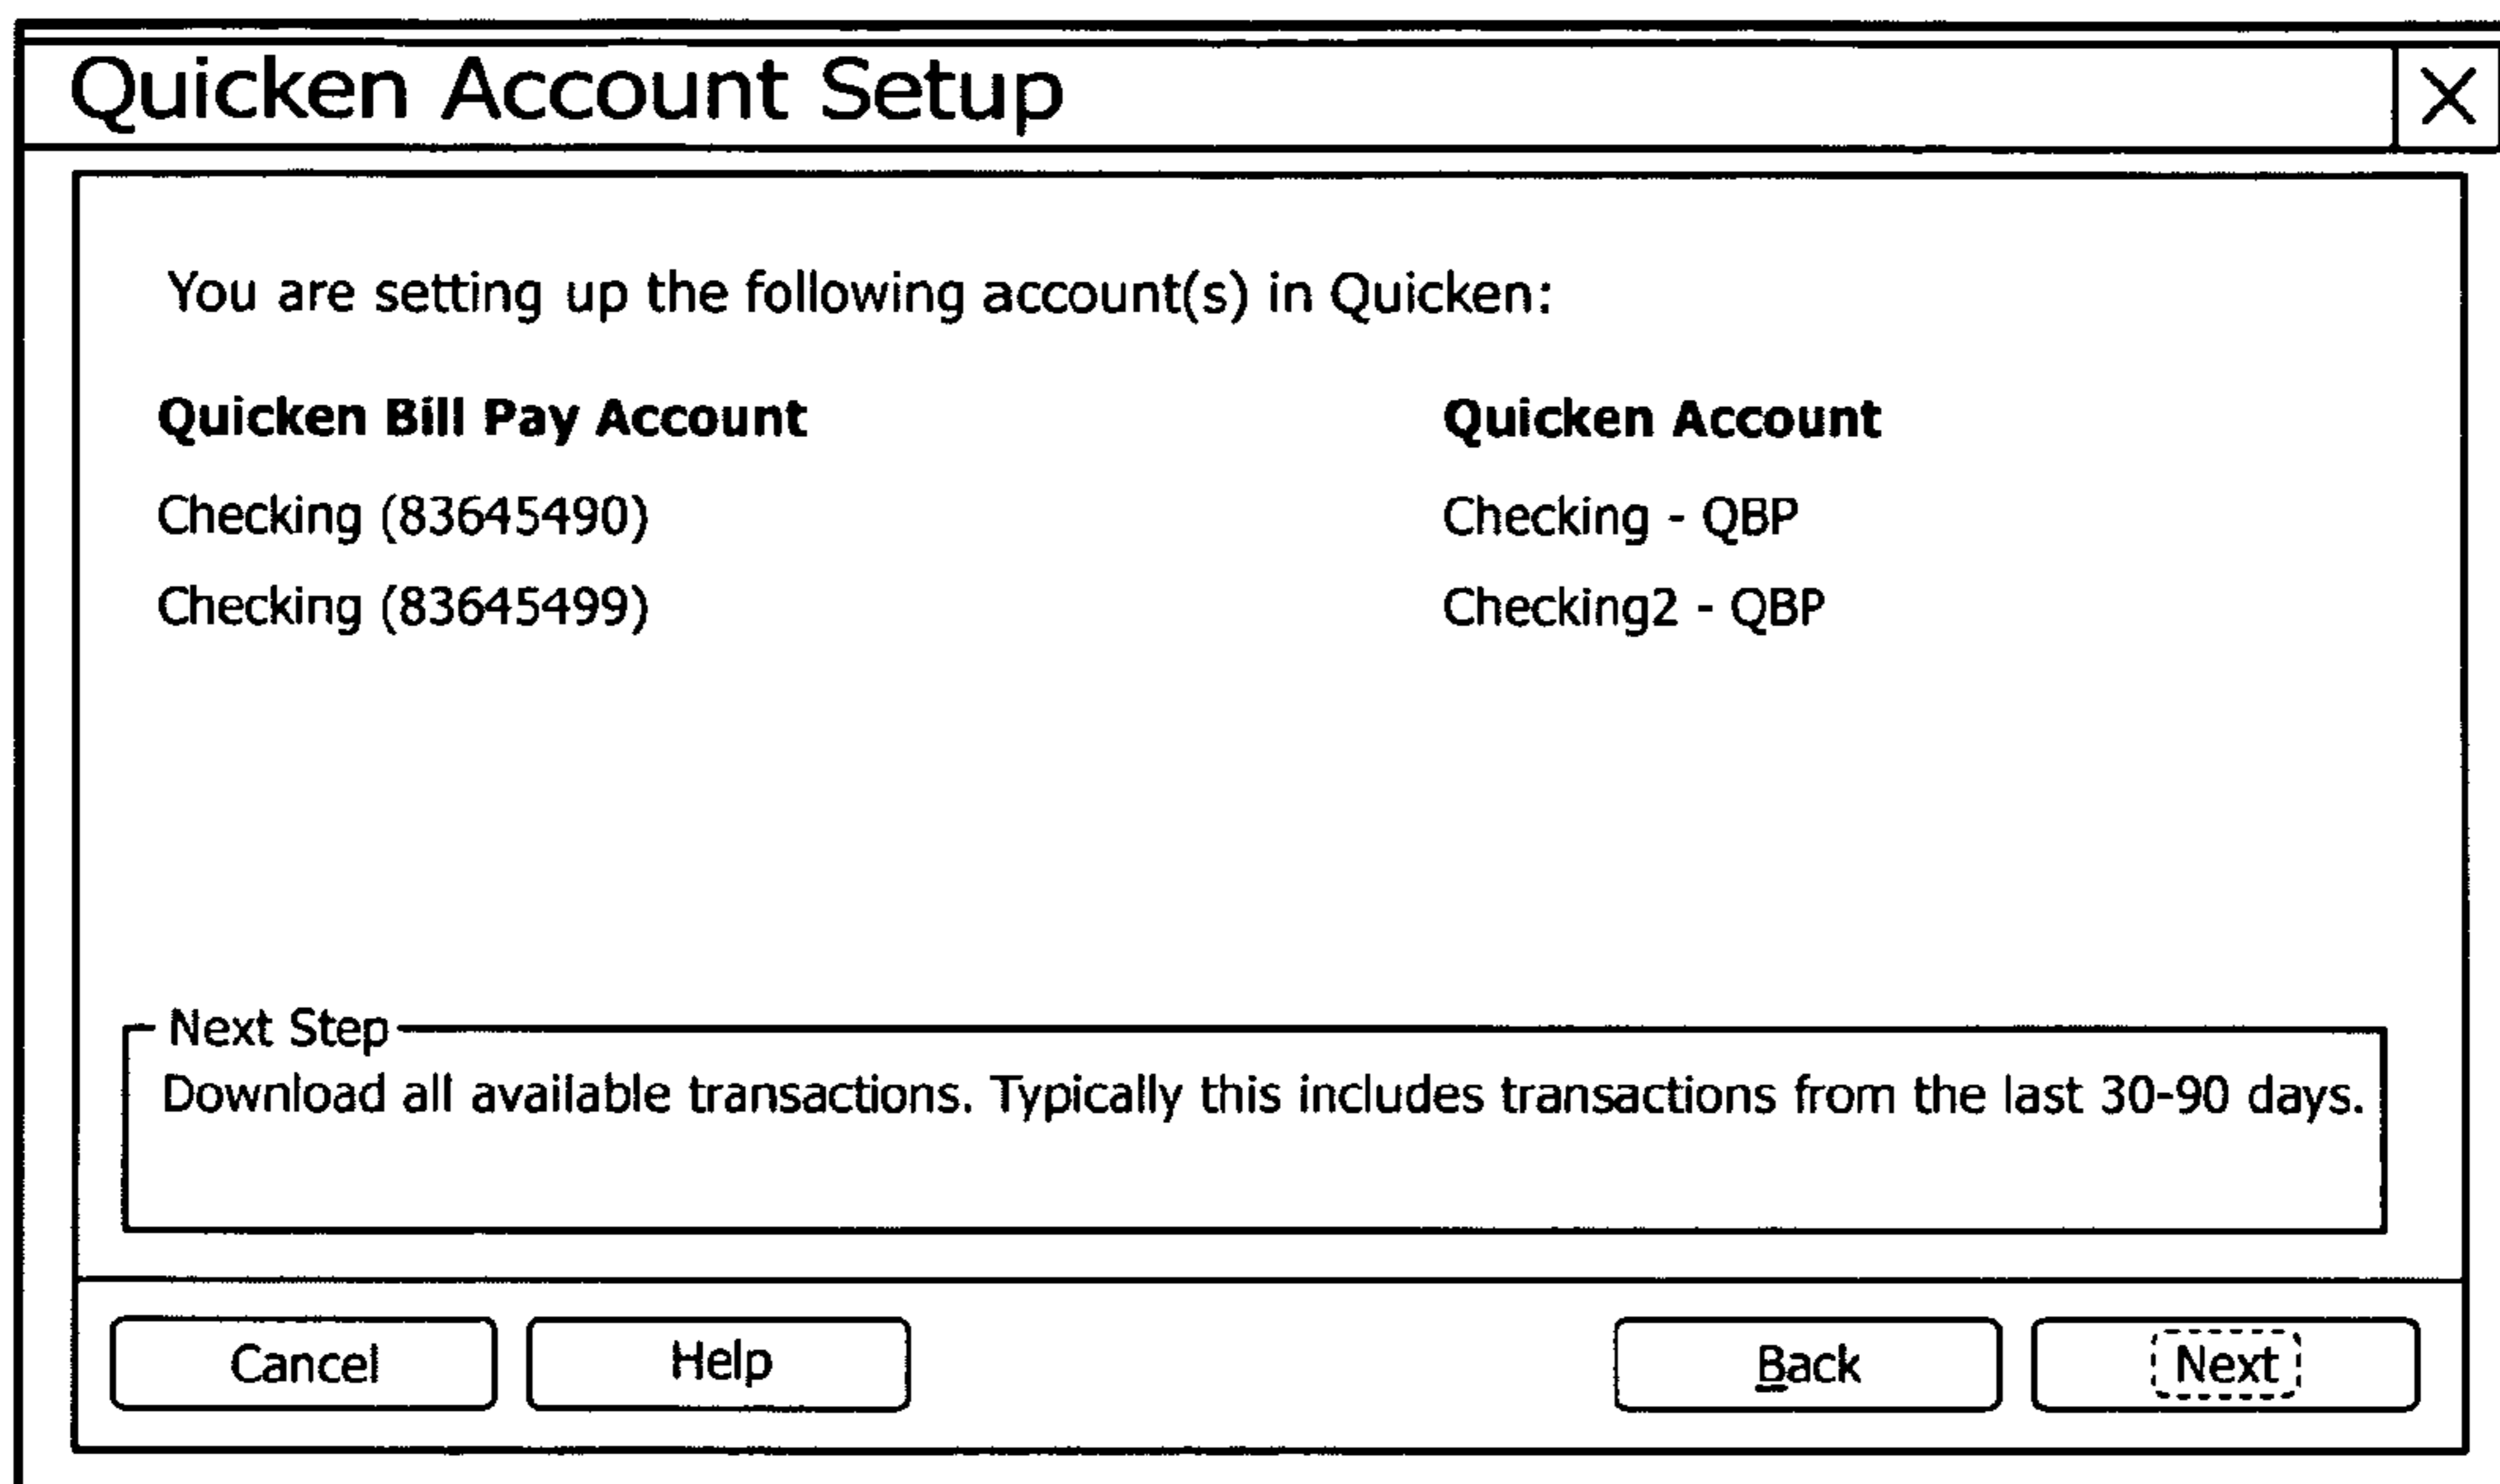 Quicken Account Setup
You are setting up the following account(s) in Quicken:
Quicken Bill Pay Account Quicken Account
Checking (83645490) Checking - QBP
Checking (83645499) Checking2 - QBP
Next Step
Download all available transactions. Typically this includes transactions from the last 30-90 days.
Cancel Help Back Next